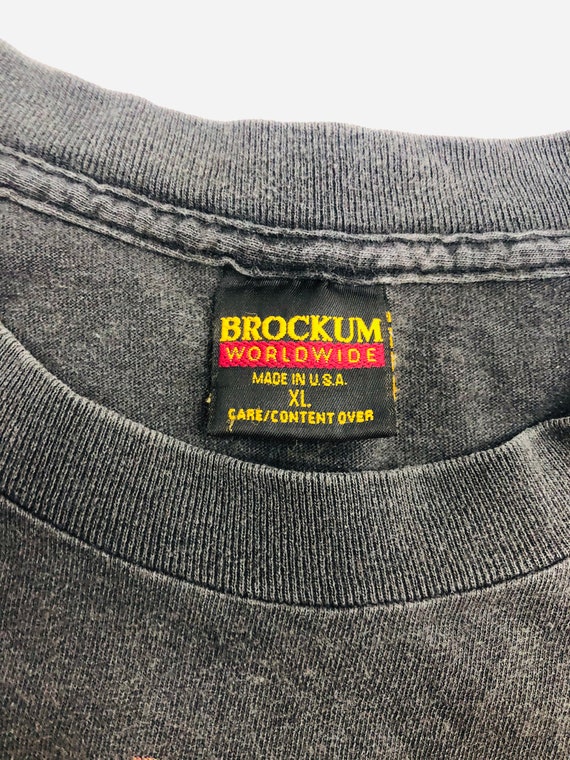 BROCKUM
WORLDWIDE
MADE IN U.S.A.
XL
CARE/CONTENT OVER